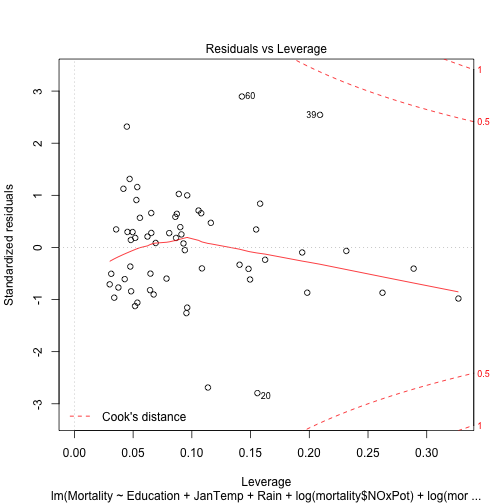 Residuals vs Leverage
Standardized residuals
3
2
1
0
-1
-2
-3
60
39
20
1
0.5
0.5
1
Cook's distance
0.00 0.05 0.10 0.15 0.20 0.25 0.30
Leverage
lm(Mortality ~ Education + JanTemp + Rain + log(mortality$NOxPot) + log(mor ...